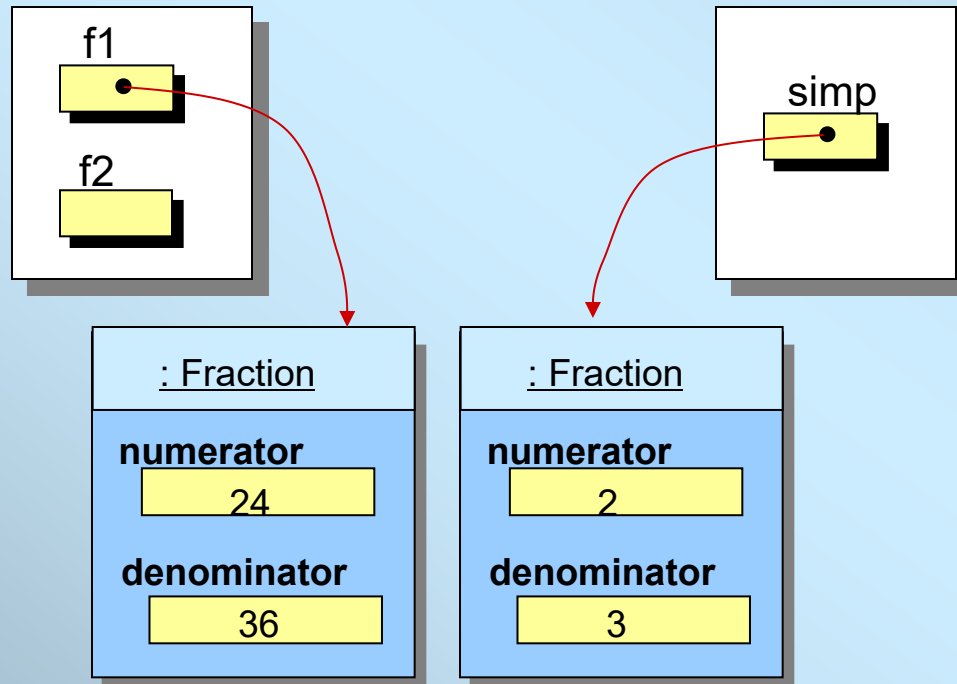 f1
f2
simp
: Fraction
numerator
24
denominator
36
: Fraction
numerator
2
denominator
3